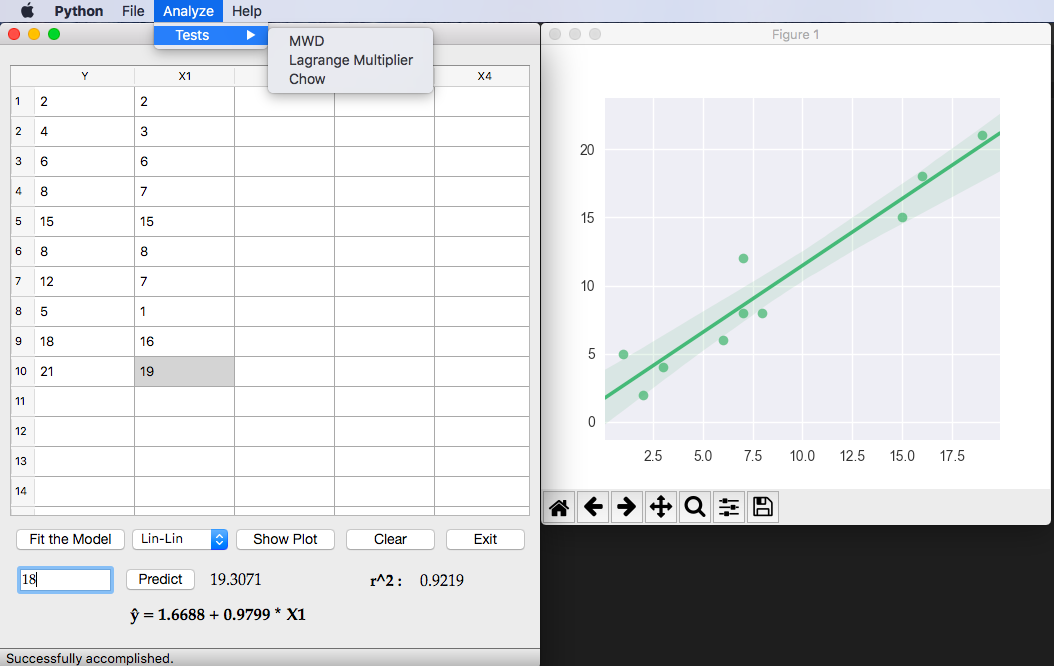 Python File Analyze Help
Tests
MWD
Lagrange Multiplier
Chow
Y X1 X4
1 2 2
2 4 3
3 6 6
4 8 7
5 15 15
6 8 8
7 12 7
8 5 1
9 18 16
10 21 19
11
12
13
14
Fit the Model Lin-Lin Show Plot Clear Exit
18 Predict 19.3071 r^2 : 0.9219
ŷ = 1.6688 + 0.9799 * X1
Successfully accomplished.
Figure 1
20
15
10
5
0
2.5 5.0 7.5 10.0 12.5 15.0 17.5